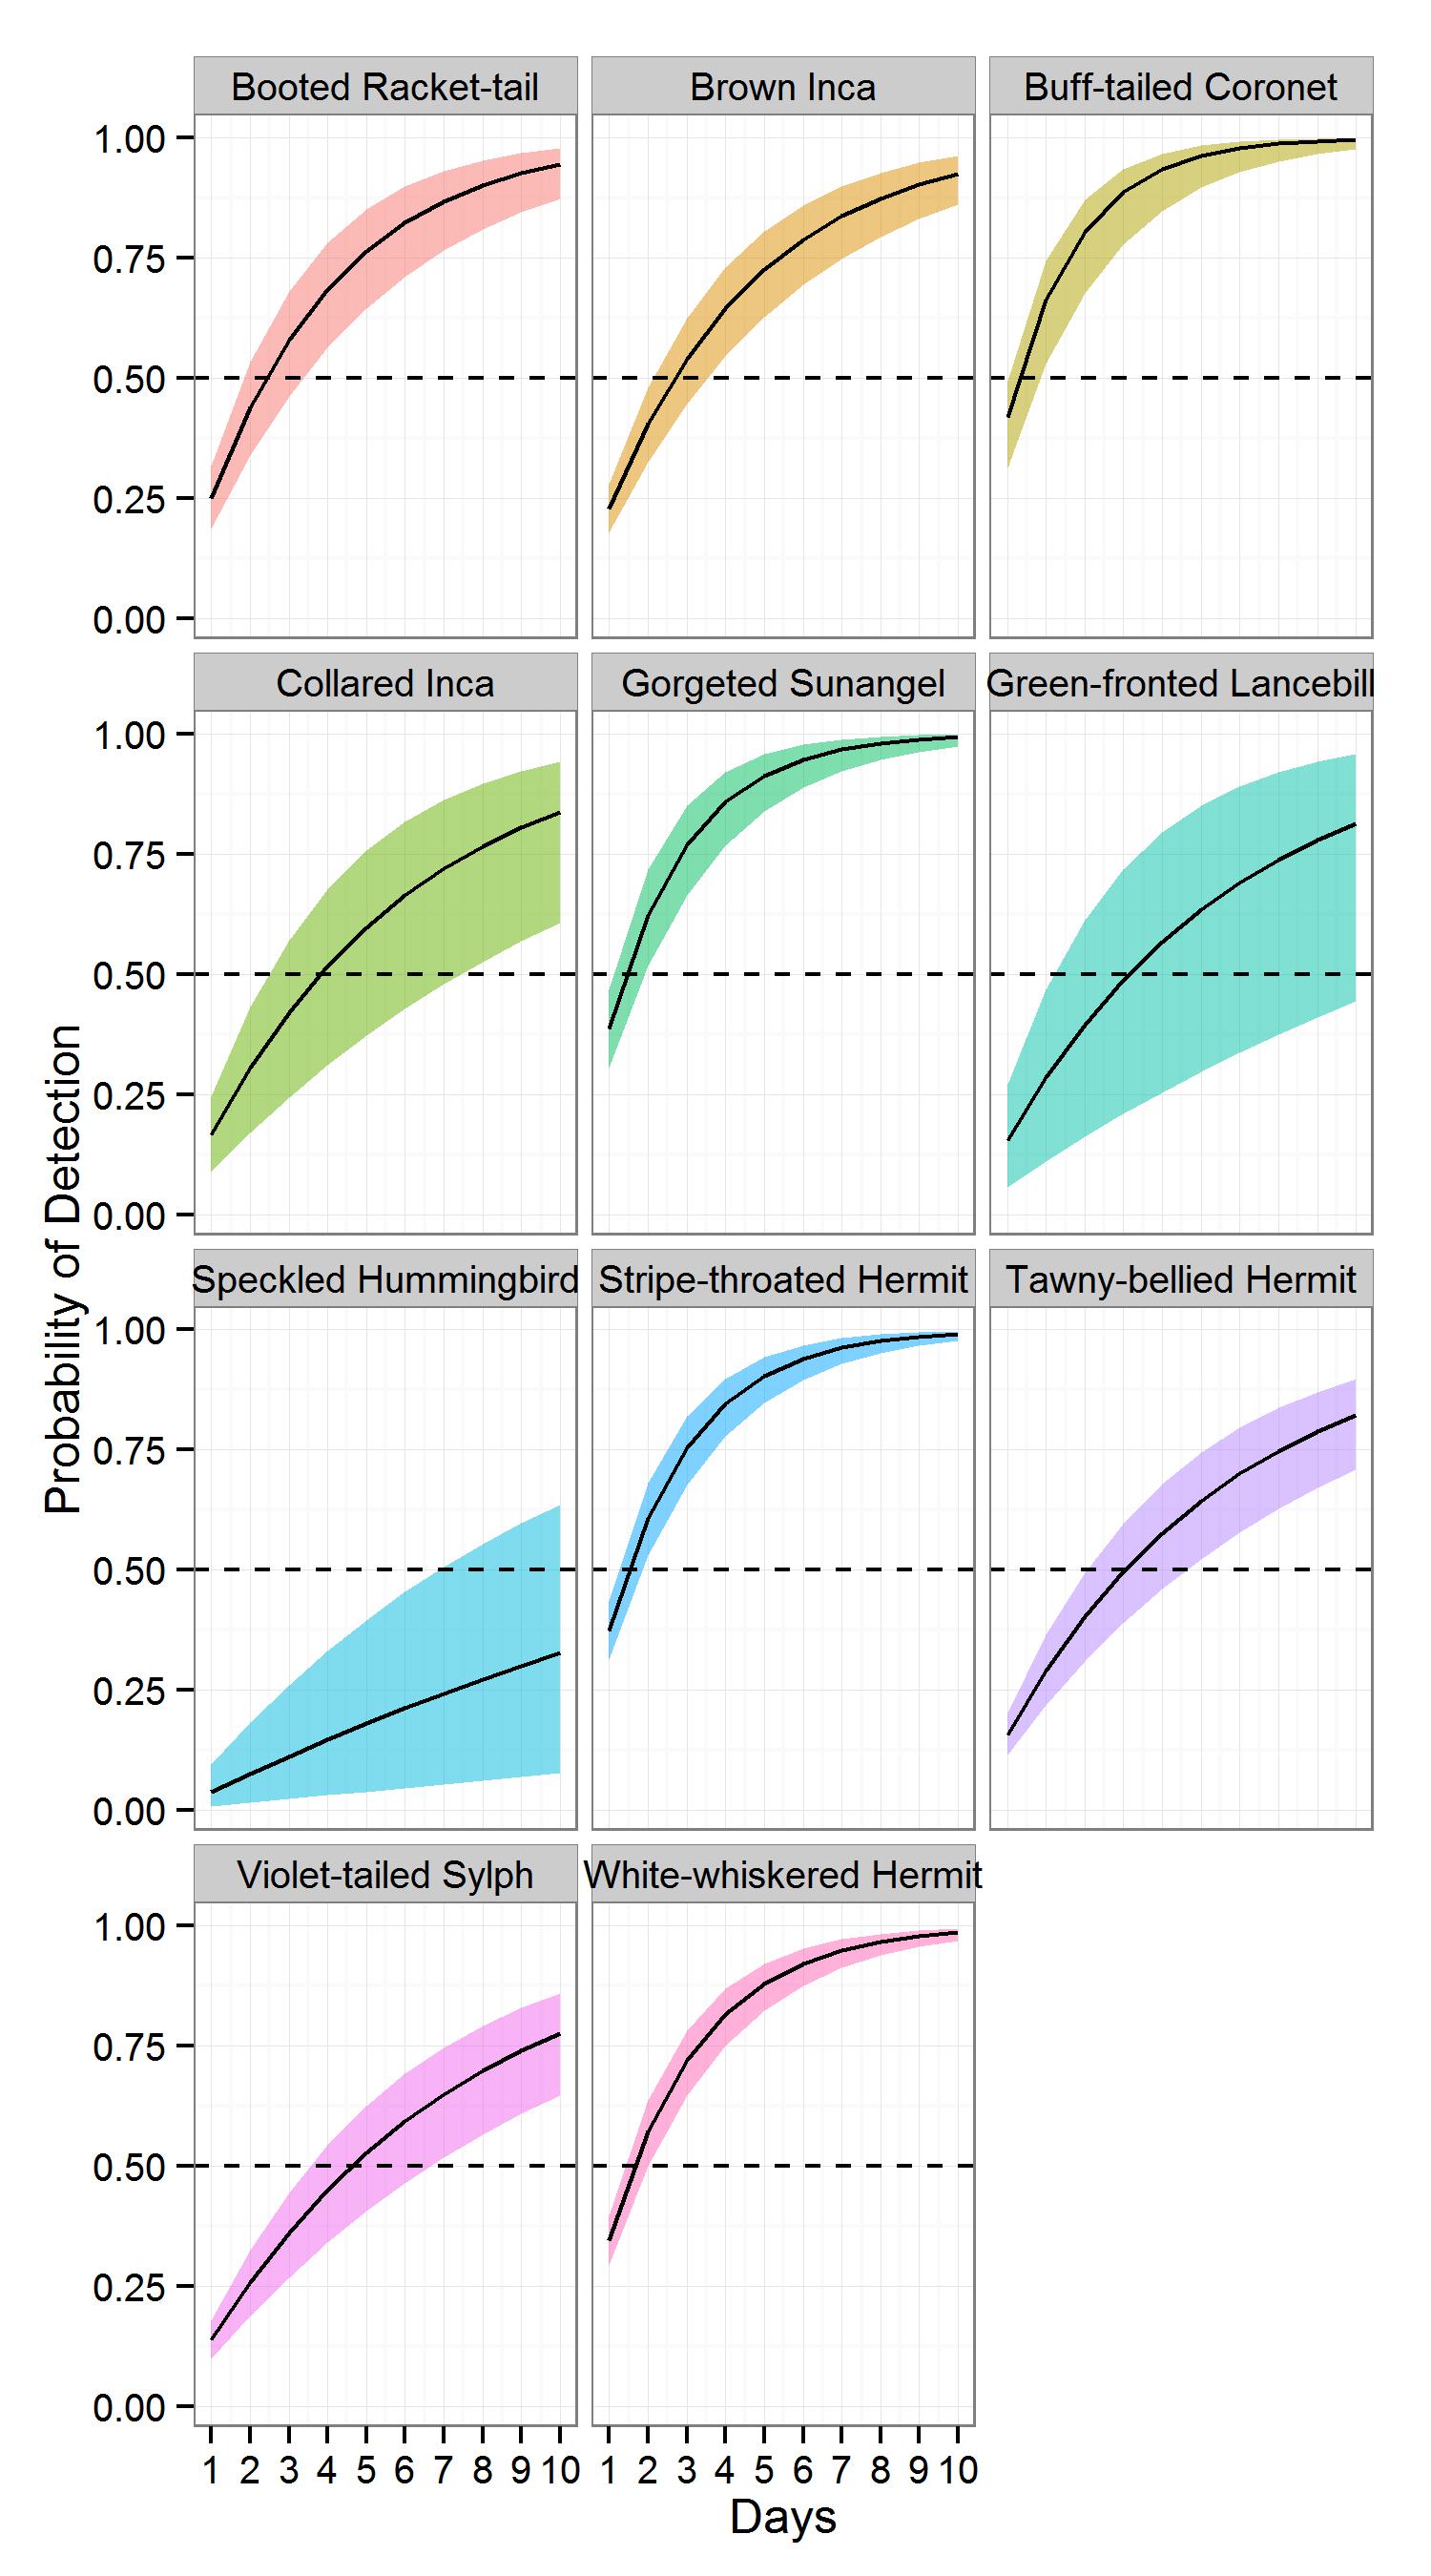 Booted Racket-tail
Brown Inca
Buff-tailed Coronet
1.00
0.75
0.50
0.25
0.00
Collared Inca
Gorgeted Sunangel
Green-fronted Lancebill
1.00
0.75
0.50
0.25
0.00
Probability of Detection
Speckled Hummingbird
Stripe-throated Hermit
Tawny-bellied Hermit
1.00
0.75
0.50
0.25
0.00
Violet-tailed Sylph
White-whiskered Hermit
1.00
0.75
0.50
0.25
0.00
1 2 3 4 5 6 7 8 9 10
1 2 3 4 5 6 7 8 9 10
Days